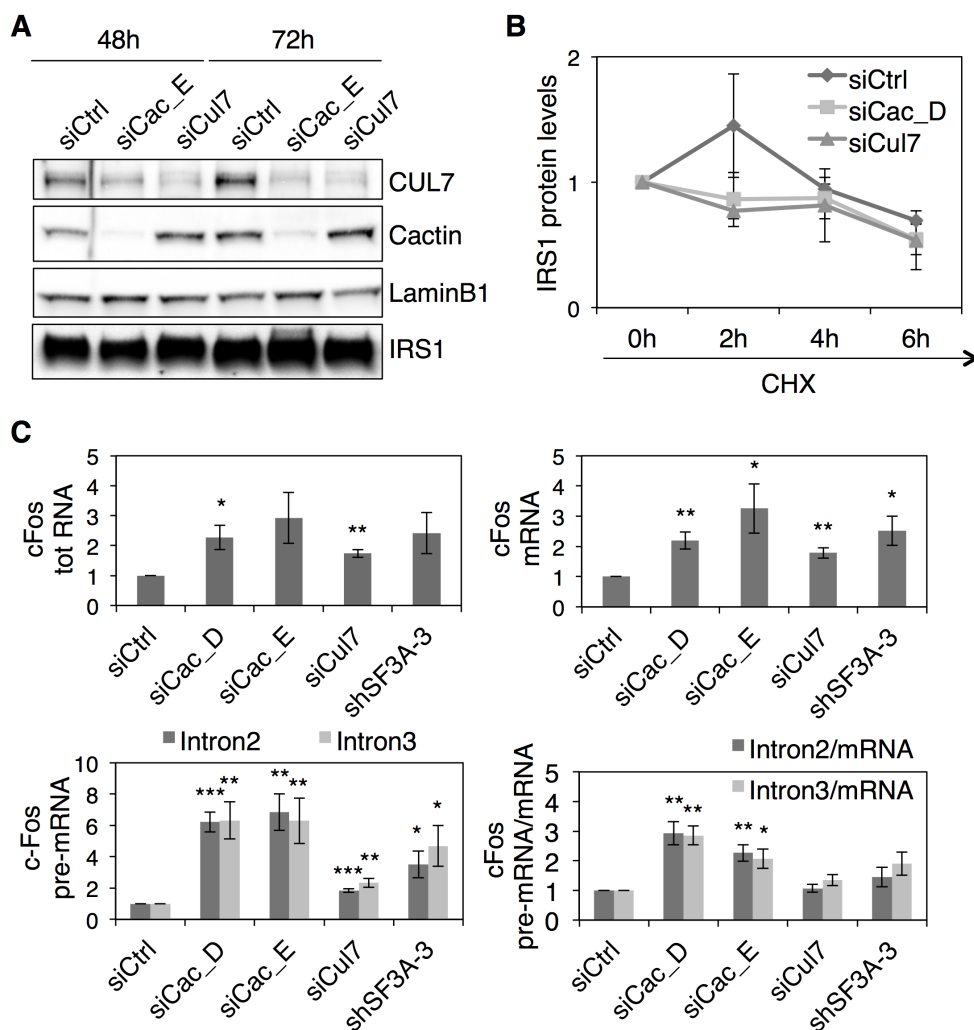 A
48h 72h
siCtrl siCac_E siCul7 siCtrl siCac_E siCul7
CUL7
Cactin
LaminB1
IRS1
B
IRS1 protein levels
2
1
0
siCtrl
siCac_D
siCul7
0h 2h 4h 6h
CHX
C
cFos
tot RNA
5
4
3
2
1
0
* **
siCtrl siCac_D siCac_E siCul7 shSF3A-3
cFos
mRNA
5
4
3
2
1
0
** * ** *
siCtrl siCac_D siCac_E siCul7 shSF3A-3
Intron2 Intron3
c-Fos
pre-mRNA
10
8
6
4
2
0
*** ** ** ** *** ** * *
siCtrl siCac_D siCac_E siCul7 shSF3A-3
Intron2/mRNA
Intron3/mRNA
cFos
pre-mRNA/mRNA
5
4
3
2
1
0
** ** ** *
siCtrl siCac_D siCac_E siCul7 shSF3A-3